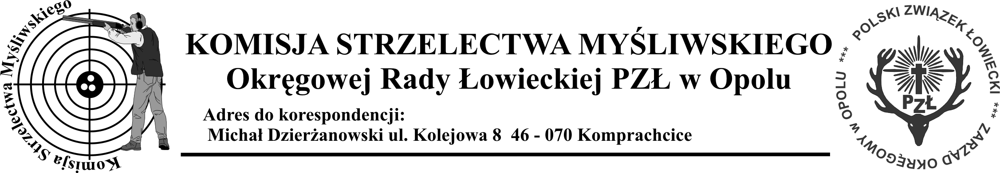 Komisja Strzelectwa Myśliwskiego
KOMISJA STRZELECTWA MYŚLIWSKIEGO
Okręgowej Rady Łowieckiej PZŁ w Opolu
Adres do korespondencji:
Michał Dzierżanowski ul. Kolejowa 8 46 - 070 Komprachcice
POLSKI ZWIĄZEK ŁOWIECKI *** ZARZĄD OKRĘGOWY W OPOLU ***
PZŁ